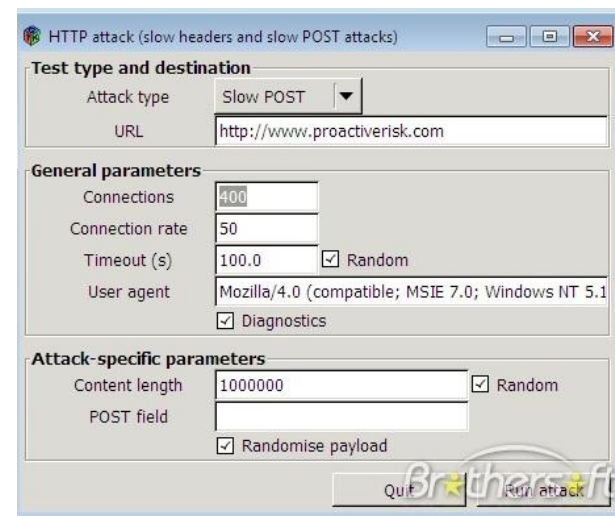 HTTP attack (slow headers and slow POST attacks)
Test type and destination
Attack type Slow POST
URL http://www.proactiverisk.com
General parameters
Connections 400
Connection rate 50
Timeout (s) 100.0 Random
User agent Mozilla/4.0 (compatible; MSIE 7.0; Windows NT 5.1
Diagnostics
Attack-specific parameters
Content length 1000000 Random
POST field
Randomise payload
Quit Run attack
Brothersoft